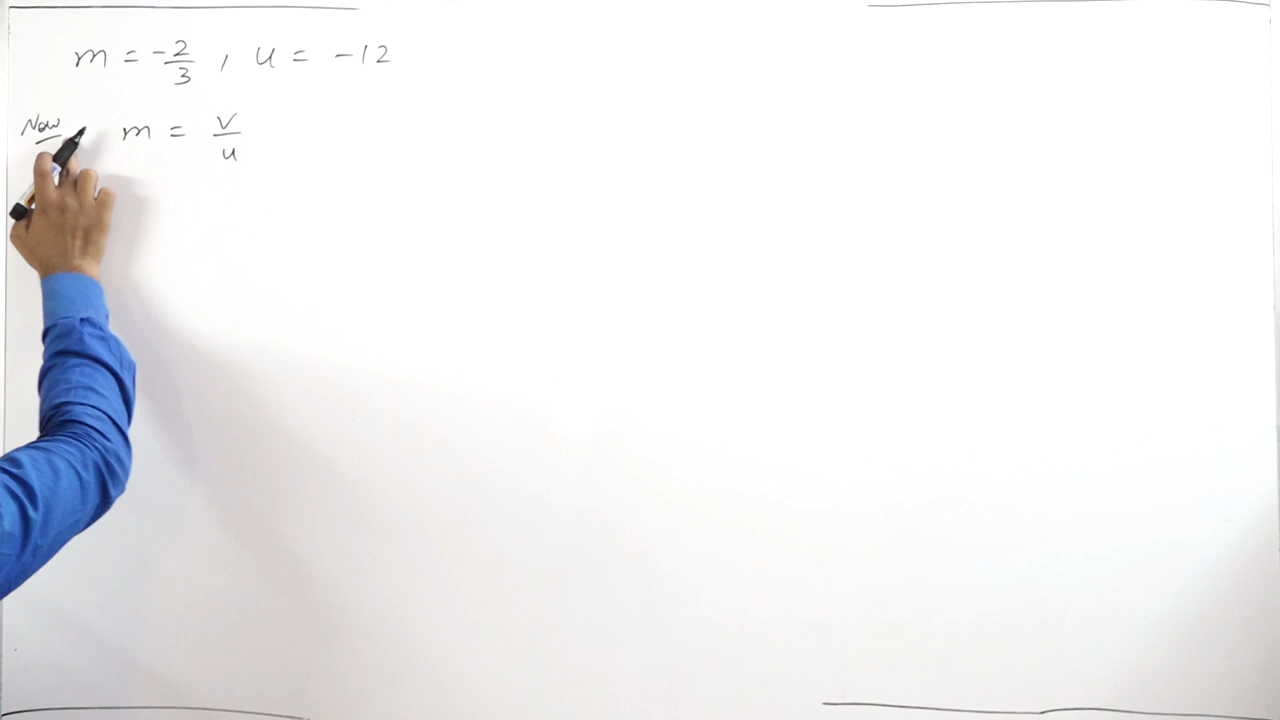 m = -2/3 , u = -12
Now m = v/u